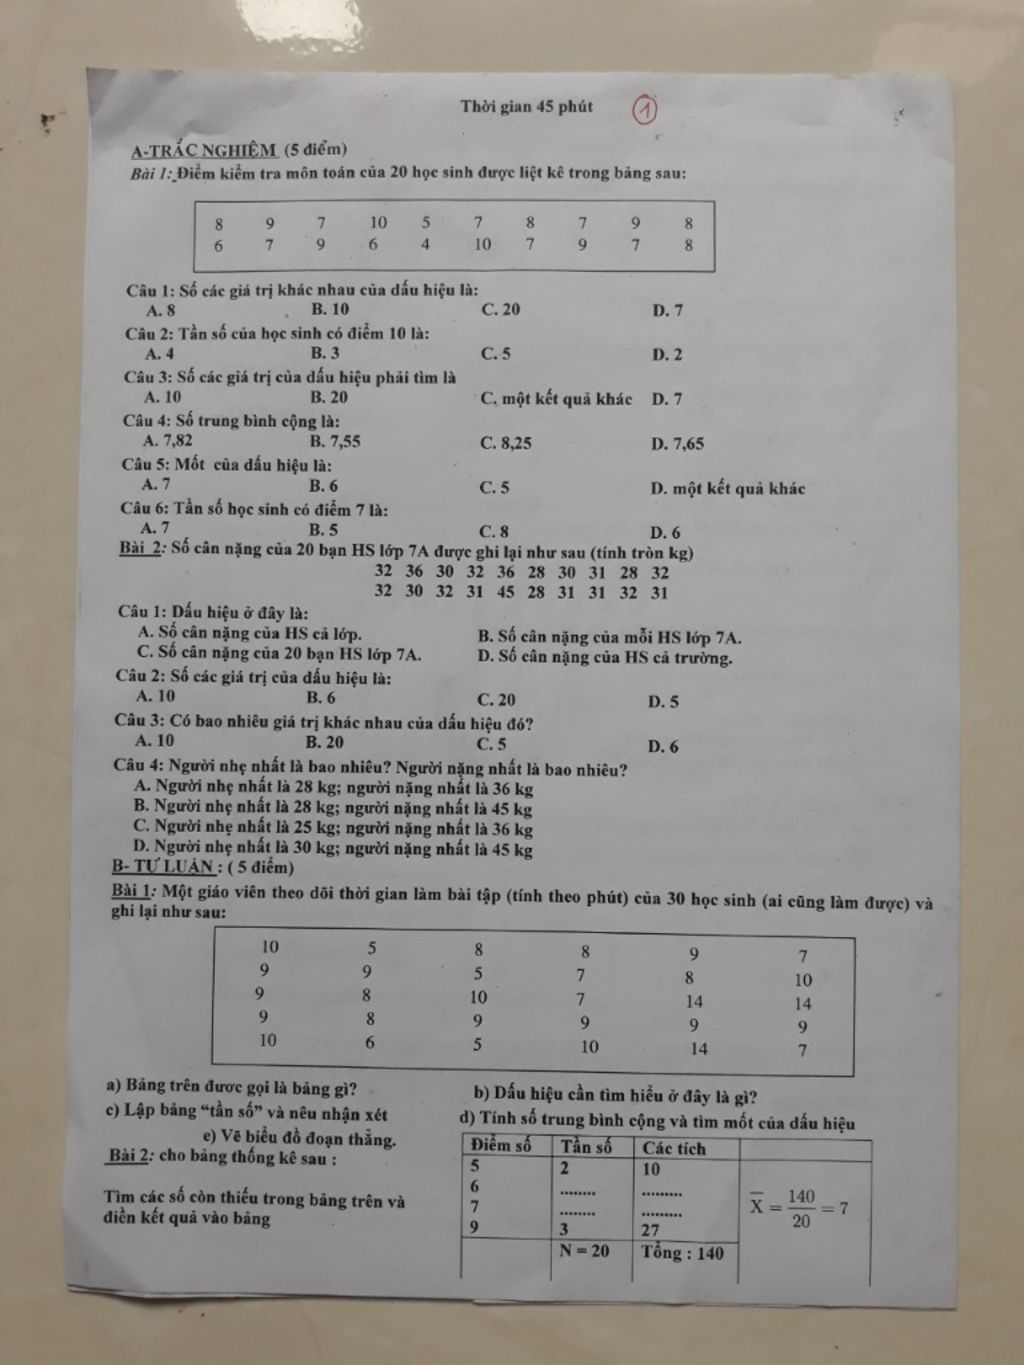 Thời gian 45 phút
1
A-TRẮC NGHIỆM (5 điểm)
Bài 1: Điểm kiểm tra môn toán của 20 học sinh được liệt kê trong bảng sau:
8 9 7 10 5 7 8 7 9 8
6 7 9 6 4 10 7 9 7 8
Câu 1: Số các giá trị khác nhau của dấu hiệu là:
A. 8 B. 10 C. 20 D. 7
Câu 2: Tần số của học sinh có điểm 10 là:
A. 4 B. 3 C. 5 D. 2
Câu 3: Số các giá trị của dấu hiệu phải tìm là
A. 10 B. 20 C. một kết quả khác D. 7
Câu 4: Số trung bình cộng là:
A. 7,82 B. 7,55 C. 8,25 D. 7,65
Câu 5: Mốt của dấu hiệu là:
A. 7 B. 6 C. 5 D. một kết quả khác
Câu 6: Tần số học sinh có điểm 7 là:
A. 7 B. 5 C. 8 D. 6
Bài 2: Số cân nặng của 20 bạn HS lớp 7A được ghi lại như sau (tính tròn kg)
32 36 30 32 36 28 30 31 28 32
32 30 32 31 45 28 31 31 32 31
Câu 1: Dấu hiệu ở đây là:
A. Số cân nặng của HS cả lớp. B. Số cân nặng của mỗi HS lớp 7A.
C. Số cân nặng của 20 bạn HS lớp 7A. D. Số cân nặng của HS cả trường.
Câu 2: Số các giá trị của dấu hiệu là:
A. 10 B. 6 C. 20 D. 5
Câu 3: Có bao nhiêu giá trị khác nhau của dấu hiệu đó?
A. 10 B. 20 C. 5 D. 6
Câu 4: Người nhẹ nhất là bao nhiêu? Người nặng nhất là bao nhiêu?
A. Người nhẹ nhất là 28 kg; người nặng nhất là 36 kg
B. Người nhẹ nhất là 28 kg; người nặng nhất là 45 kg
C. Người nhẹ nhất là 25 kg; người nặng nhất là 36 kg
D. Người nhẹ nhất là 30 kg; người nặng nhất là 45 kg
B- TỰ LUẬN : ( 5 điểm)
Bài 1: Một giáo viên theo dõi thời gian làm bài tập (tính theo phút) của 30 học sinh (ai cũng làm được) và
ghi lại như sau:
10 5 8 8 9 7
9 9 5 7 8 10
9 8 10 7 14 14
9 8 9 9 9 9
10 6 5 10 14 7
a) Bảng trên được gọi là bảng gì? b) Dấu hiệu cần tìm hiểu ở đây là gì?
c) Lập bảng “tần số” và nêu nhận xét d) Tính số trung bình cộng và tìm mốt của dấu hiệu
e) Vẽ biểu đồ đoạn thẳng.
Bài 2: cho bảng thống kê sau :
Tìm các số còn thiếu trong bảng trên và
điền kết quả vào bảng
Điểm số Tần số Các tích
5 2 10
6 ........ .........
7 ........ .........
9 3 27
N = 20 Tổng : 140
X̅ = 140/20 = 7